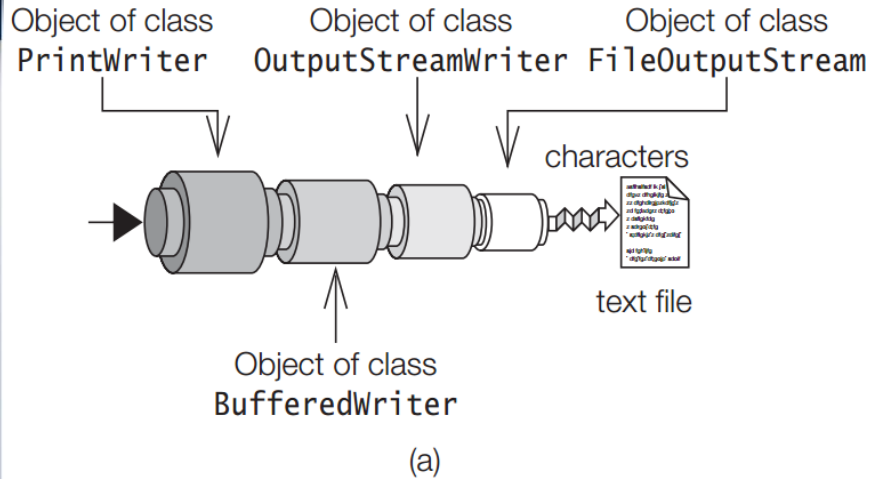 Object of class
PrintWriter
Object of class
OutputStreamWriter
Object of class
FileOutputStream
characters
text file
Object of class
BufferedWriter
(a)